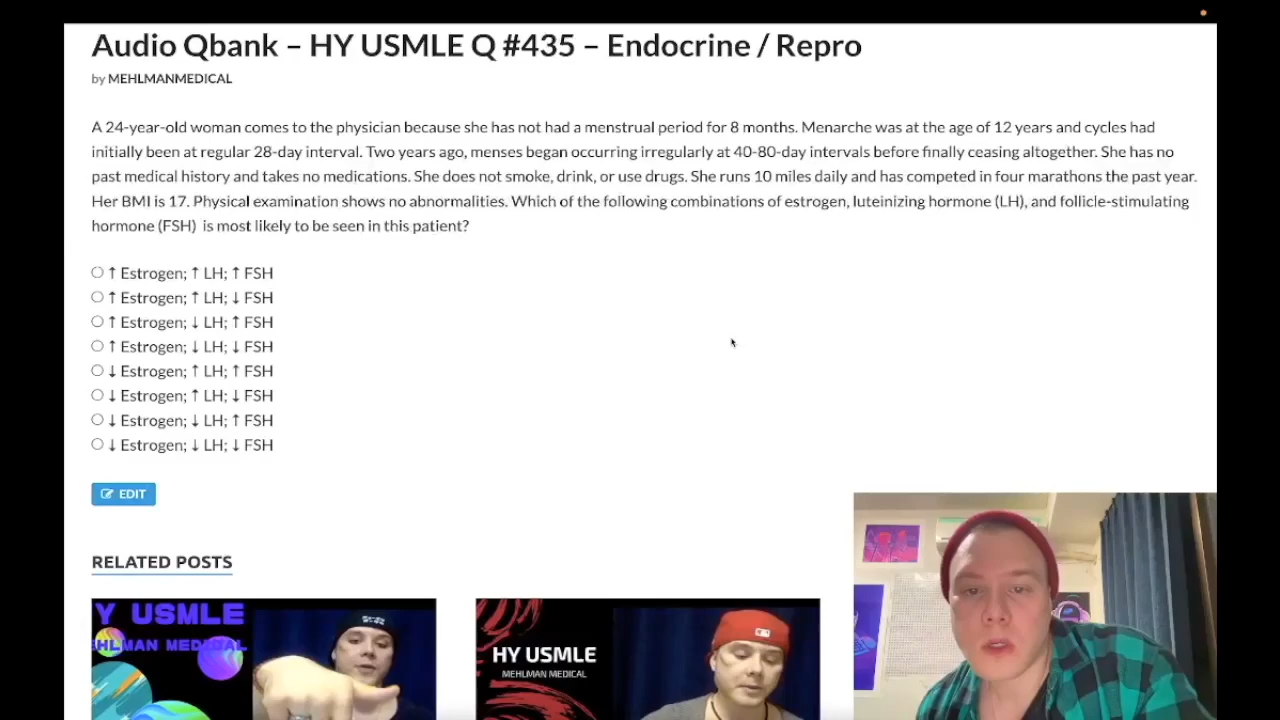 Audio Qbank – HY USMLE Q #435 – Endocrine / Repro
by MEHLMANMEDICAL
A 24-year-old woman comes to the physician because she has not had a menstrual period for 8 months. Menarche was at the age of 12 years and cycles had
initially been at regular 28-day interval. Two years ago, menses began occurring irregularly at 40-80-day intervals before finally ceasing altogether. She has no
past medical history and takes no medications. She does not smoke, drink, or use drugs. She runs 10 miles daily and has competed in four marathons the past year.
Her BMI is 17. Physical examination shows no abnormalities. Which of the following combinations of estrogen, luteinizing hormone (LH), and follicle-stimulating
hormone (FSH) is most likely to be seen in this patient?
↑ Estrogen; ↑ LH; ↑ FSH
↑ Estrogen; ↑ LH; ↓ FSH
↑ Estrogen; ↓ LH; ↑ FSH
↑ Estrogen; ↓ LH; ↓ FSH
↓ Estrogen; ↑ LH; ↑ FSH
↓ Estrogen; ↑ LH; ↓ FSH
↓ Estrogen; ↓ LH; ↑ FSH
↓ Estrogen; ↓ LH; ↓ FSH
EDIT
RELATED POSTS
Y USMLE
EHLMAN MEDICAL
HY USMLE
MEHLMAN MEDICAL